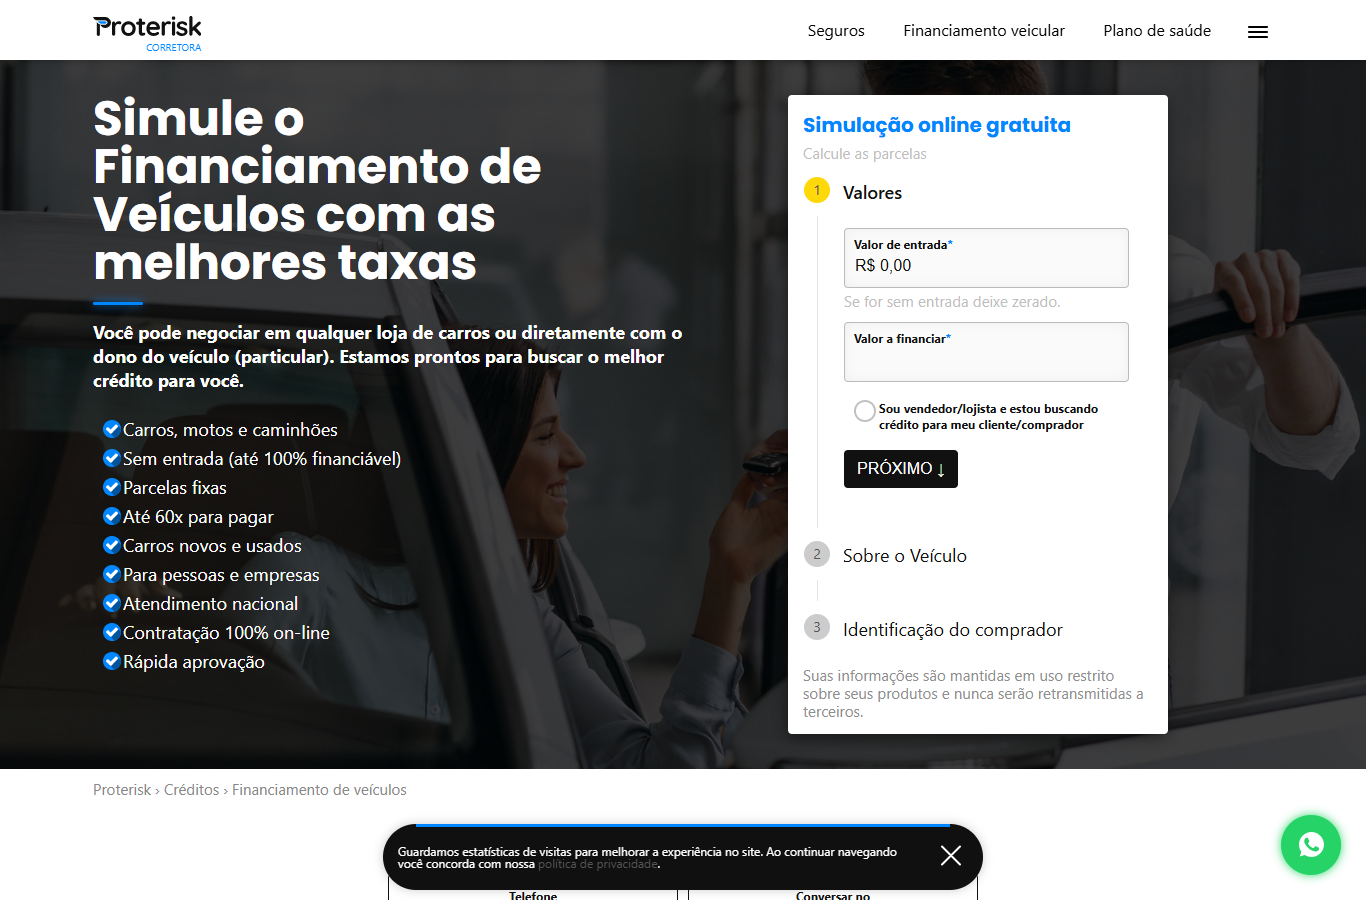 Proterisk
CORRETORA
Seguros
Financiamento veicular
Plano de saúde
Simule o
Financiamento de
Veículos com as
melhores taxas
Você pode negociar em qualquer loja de carros ou diretamente com o
dono do veículo (particular). Estamos prontos para buscar o melhor
crédito para você.
Carros, motos e caminhões
Sem entrada (até 100% financiável)
Parcelas fixas
Até 60x para pagar
Carros novos e usados
Para pessoas e empresas
Atendimento nacional
Contratação 100% on-line
Rápida aprovação
Simulação online gratuita
Calcule as parcelas
1 Valores
Valor de entrada*
R$ 0,00
Se for sem entrada deixe zerado.
Valor a financiar*
Sou vendedor/lojista e estou buscando
crédito para meu cliente/comprador
PRÓXIMO ↓
2 Sobre o Veículo
3 Identificação do comprador
Suas informações são mantidas em uso restrito
sobre seus produtos e nunca serão retransmitidas a
terceiros.
Proterisk › Créditos › Financiamento de veículos
Guardamos estatísticas de visitas para melhorar a experiência no site. Ao continuar navegando
você concorda com nossa política de privacidade.
Telefone
Conversar no